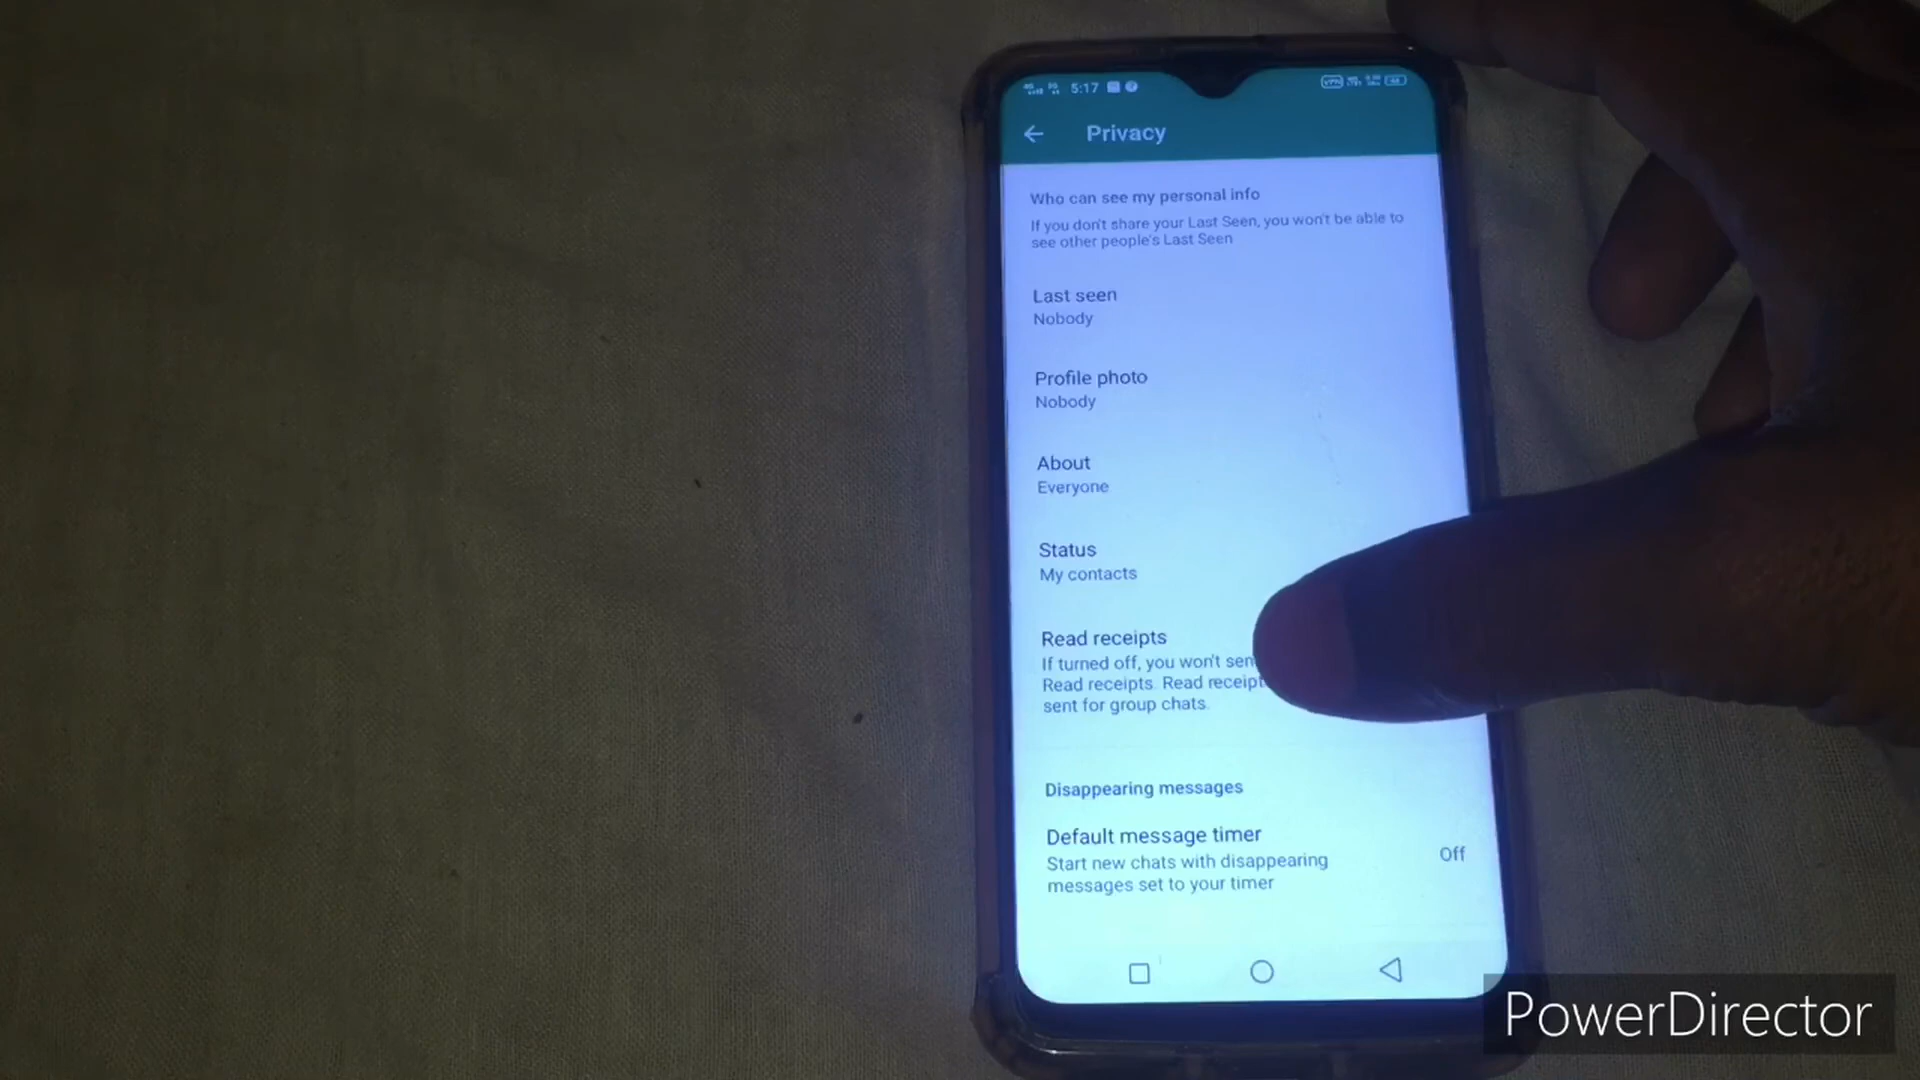 5:17
Privacy
Who can see my personal info
If you don't share your Last Seen, you won't be able to
see other people's Last Seen
Last seen
Nobody
Profile photo
Nobody
About
Everyone
Status
My contacts
Read receipts
If turned off, you won't
Read receipts. Read
sent for group chats.
Disappearing messages
Default message timer
Start new chats with disappearing
messages set to your timer
Off
PowerDirector